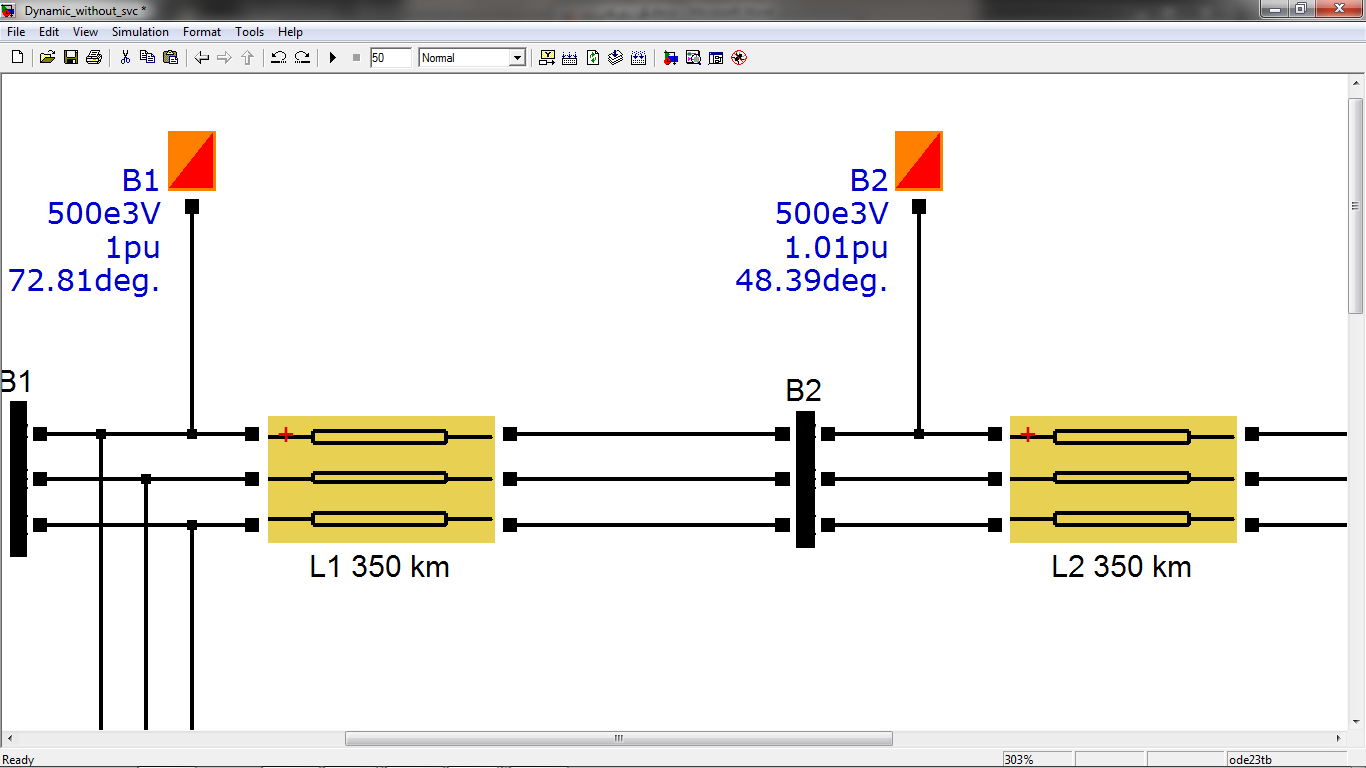 Dynamic_without_svc *
File Edit View Simulation Format Tools Help
50 Normal
B1
500e3V
1pu
72.81deg.
B2
500e3V
1.01pu
48.39deg.
B1
B2
L1 350 km
L2 350 km
Ready 303% ode23tb